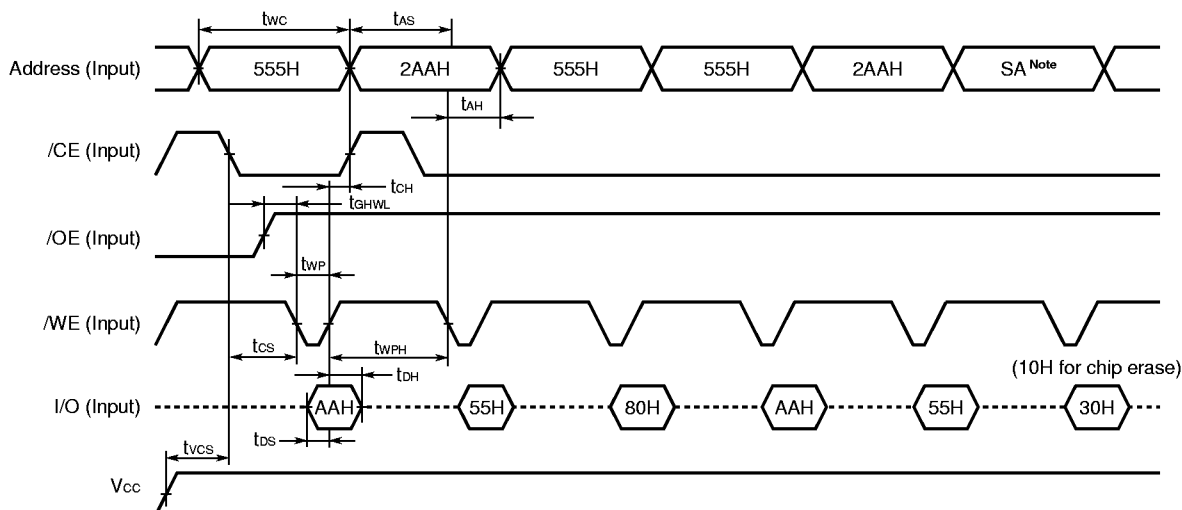 tWC tAS
Address (Input) 555H 2AAH 555H 555H 2AAH SA Note
tAH
/CE (Input)
tCH
tGHWL
/OE (Input)
tWP
/WE (Input)
tCS tWPH
tDH (10H for chip erase)
I/O (Input) AAH 55H 80H AAH 55H 30H
tDS
tVCS
VCC